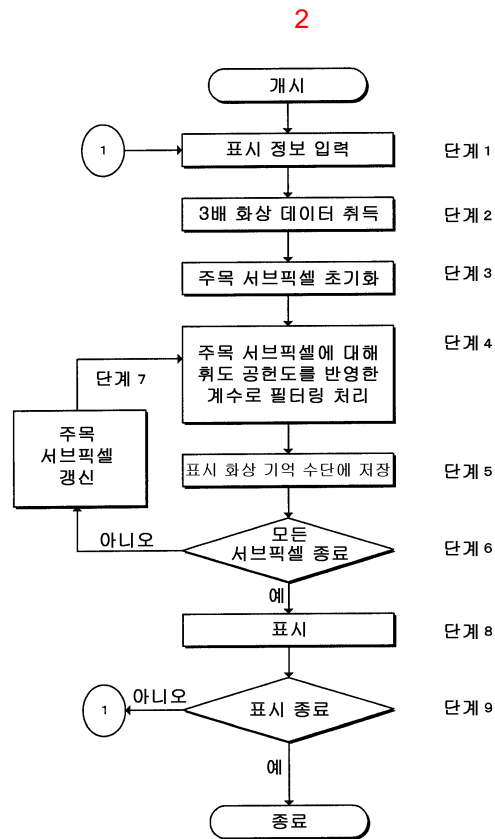 2
개시
1
표시 정보 입력
단계 1
3배 화상 데이터 취득
단계 2
주목 서브픽셀 초기화
단계 3
주목 서브픽셀에 대해
휘도 공헌도를 반영한
계수로 필터링 처리
단계 4
단계 7
주목
서브픽셀
갱신
표시 화상 기억 수단에 저장
단계 5
모든
서브픽셀 종료
단계 6
아니오
예
표시
단계 8
1
아니오
표시 종료
단계 9
예
종료